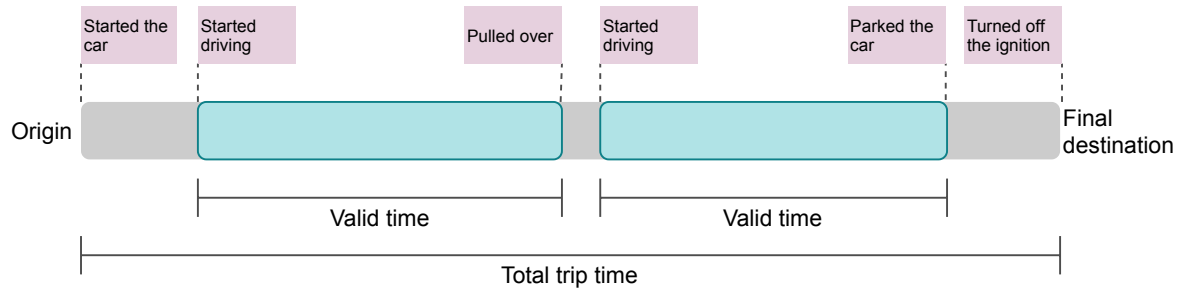 Started the
car
Started
driving
Pulled over
Started
driving
Parked the
car
Turned off
the ignition
Origin
Final
destination
Valid time
Valid time
Total trip time